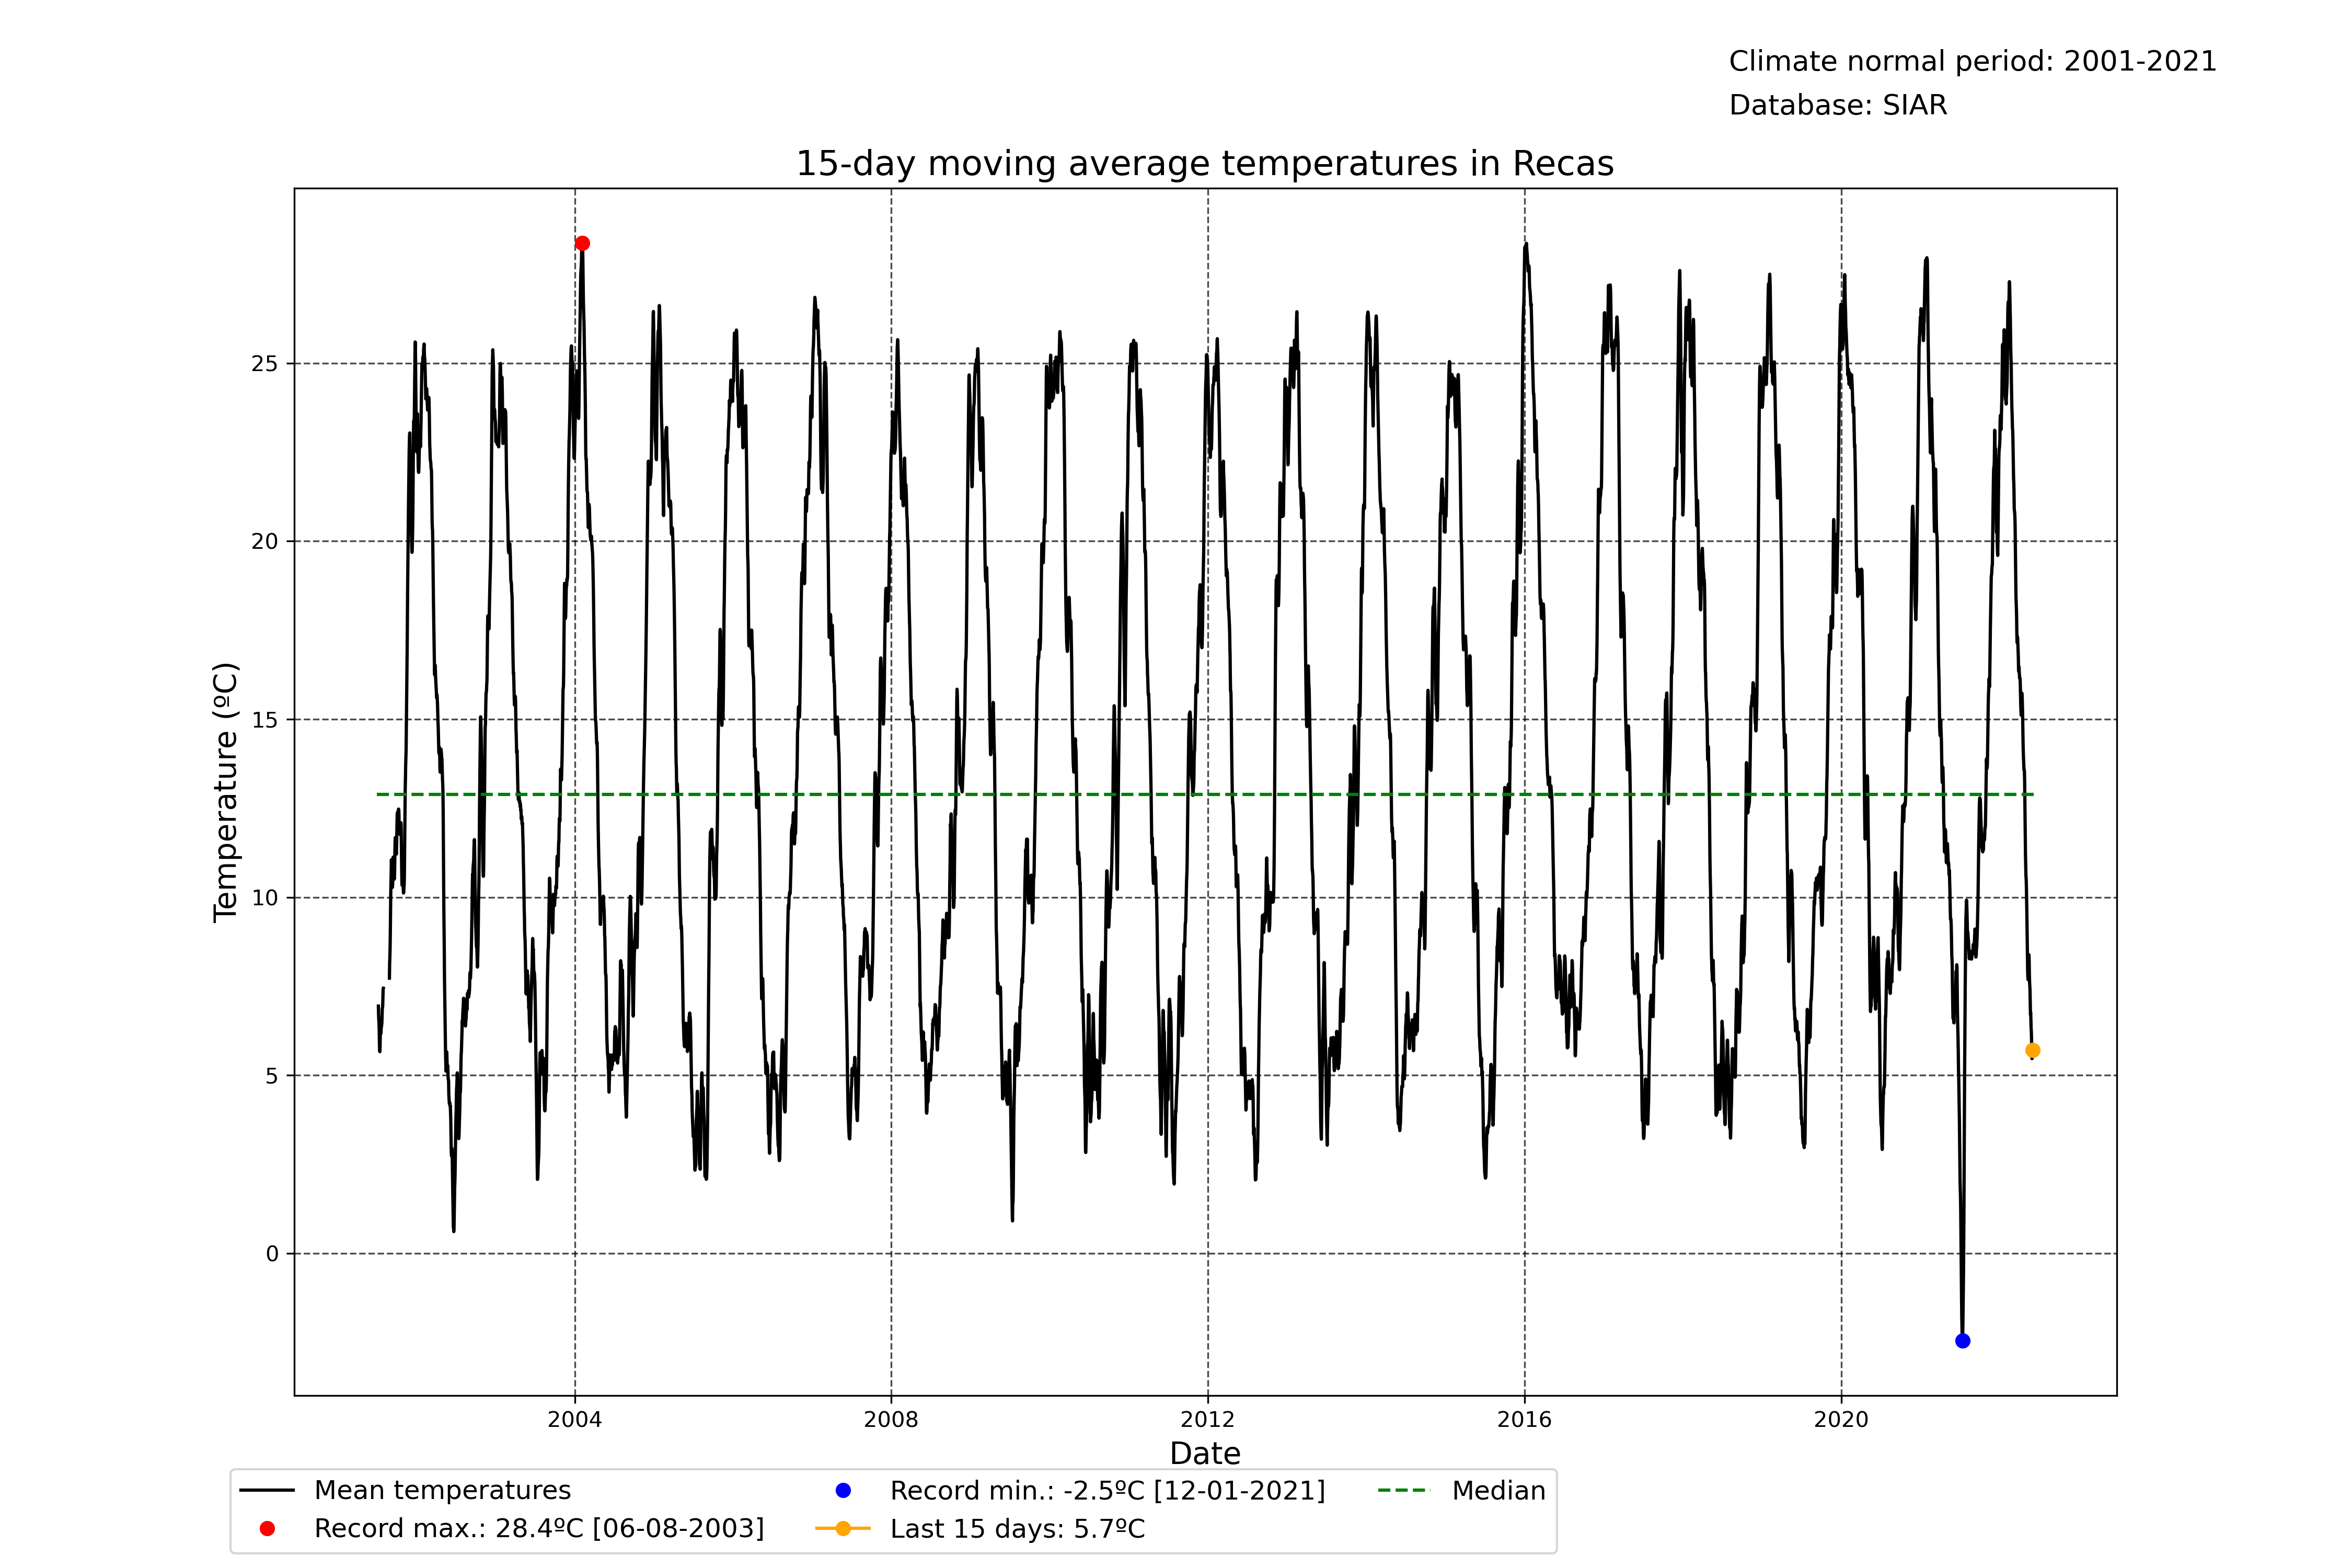 Climate normal period: 2001-2021
Database: SIAR
15-day moving average temperatures in Recas
25
20
15
10
5
0
Temperature (ºC)
2004 2008 2012 2016 2020
Date
Mean temperatures
Record max.: 28.4ºC [06-08-2003]
Record min.: -2.5ºC [12-01-2021]
Last 15 days: 5.7ºC
Median